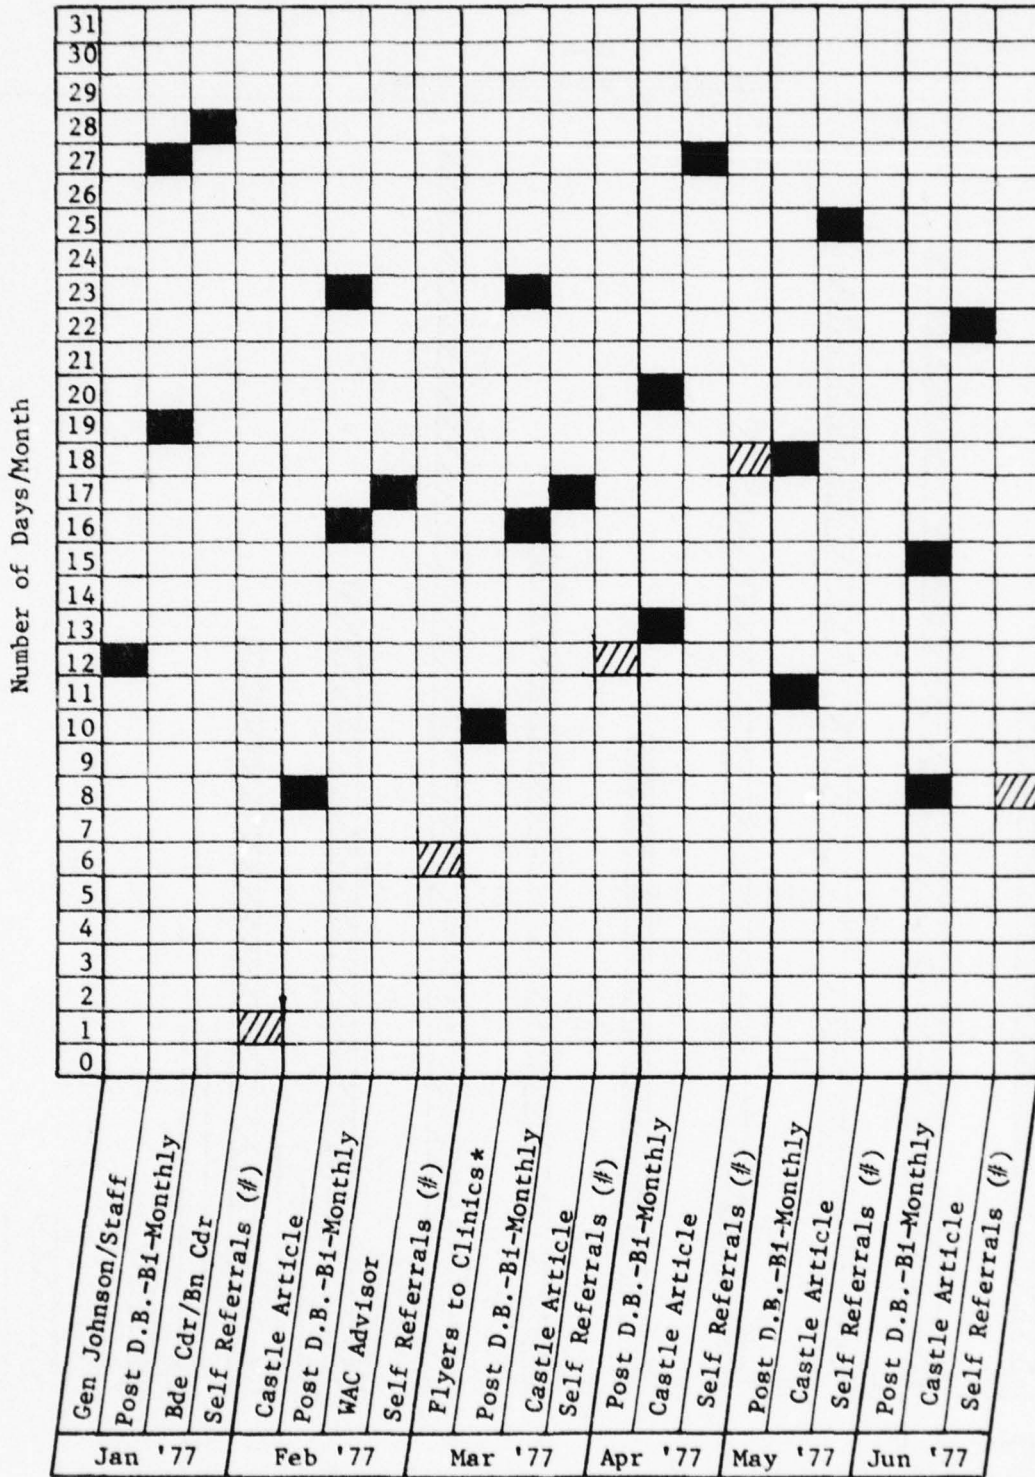 Number of Days/Month
31
30
29
28
27
26
25
24
23
22
21
20
19
18
17
16
15
14
13
12
11
10
9
8
7
6
5
4
3
2
1
0
Gen Johnson/Staff
Post D.B.-Bi-Monthly
Bde Cdr/Bn Cdr
Self Referrals (#)
Castle Article
Post D.B.-Bi-Monthly
WAC Advisor
Self Referrals (#)
Flyers to Clinics*
Post D.B.-Bi-Monthly
Castle Article
Self Referrals (#)
Post D.B.-Bi-Monthly
Castle Article
Self Referrals (#)
Post D.B.-Bi-Monthly
Castle Article
Self Referrals (#)
Post D.B.-Bi-Monthly
Castle Article
Self Referrals (#)
Jan '77
Feb '77
Mar '77
Apr '77
May '77
Jun '77